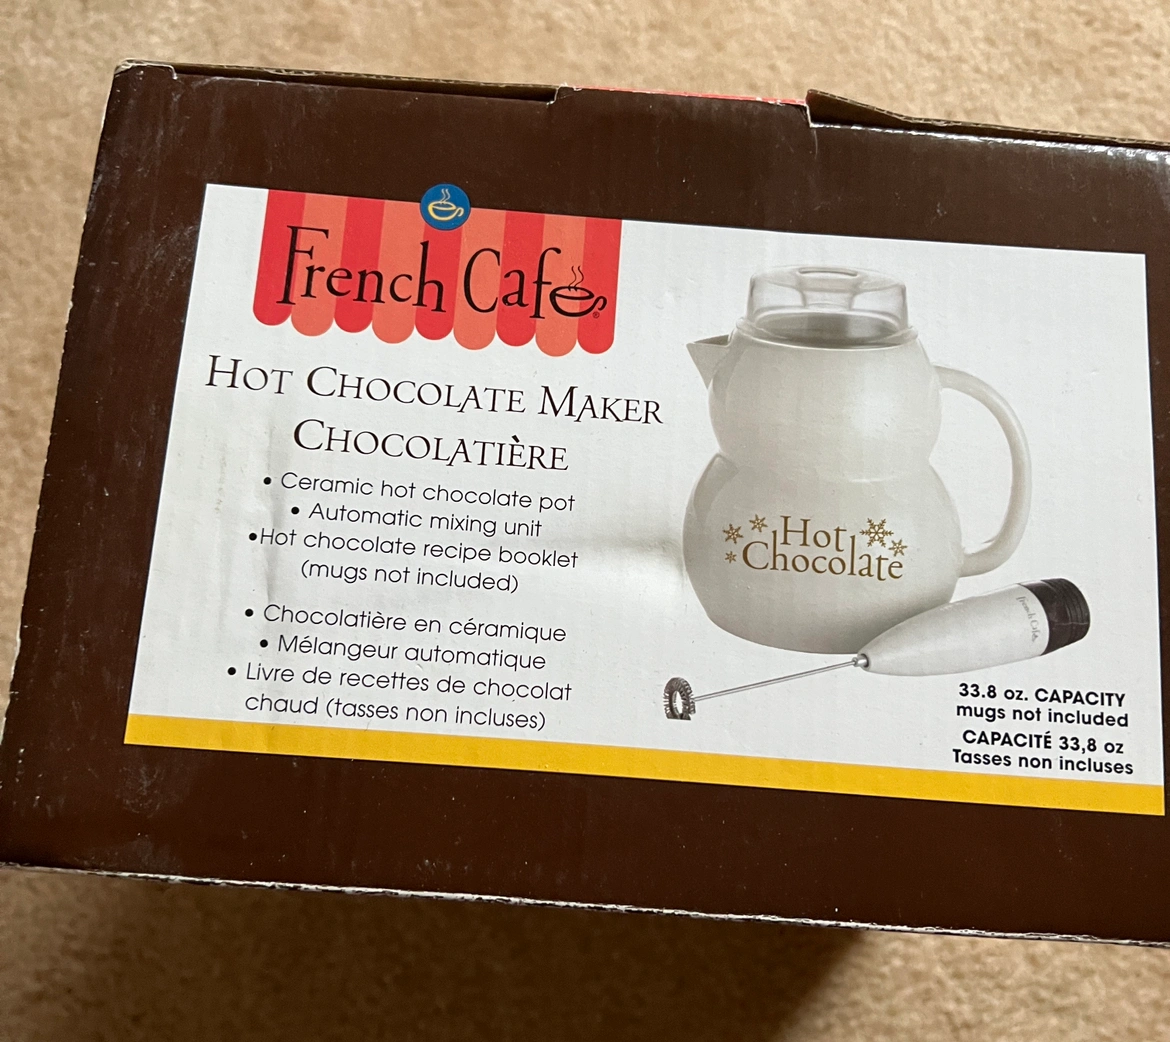 French Café®
HOT CHOCOLATE MAKER
CHOCOLATIÈRE
• Ceramic hot chocolate pot
• Automatic mixing unit
•Hot chocolate recipe booklet
(mugs not included)
• Chocolatière en céramique
• Mélangeur automatique
• Livre de recettes de chocolat
chaud (tasses non incluses)
Hot
Chocolate
French Cafe®
33.8 oz. CAPACITY
mugs not included
CAPACITÉ 33,8 oz
Tasses non incluses